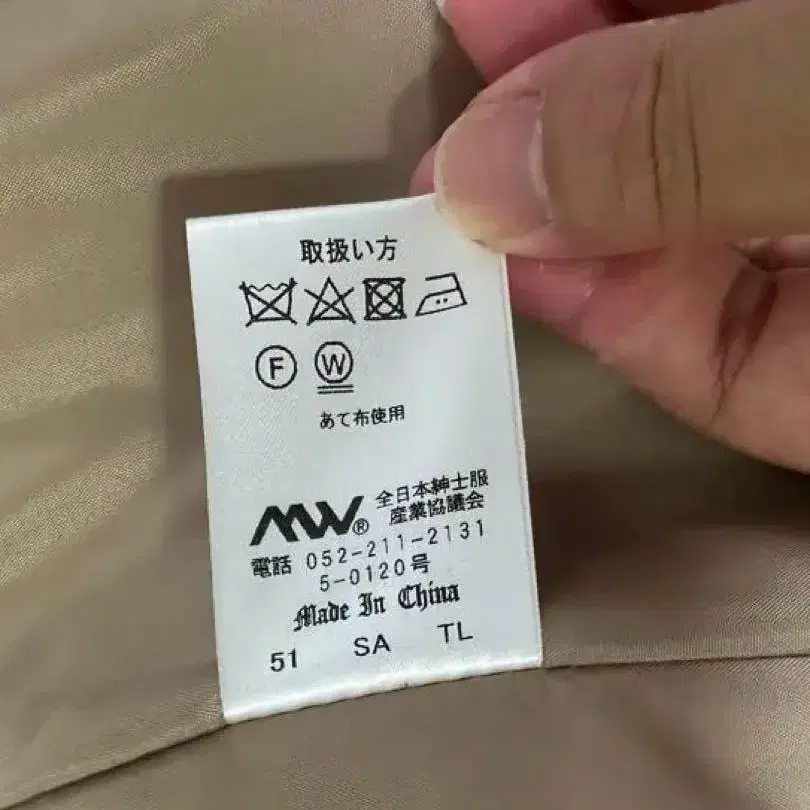 取扱い方
F W
あて布使用
MW® 全日本紳士服
産業協議会
電話 052-211-2131
5-0120号
Made In China
51 SA TL